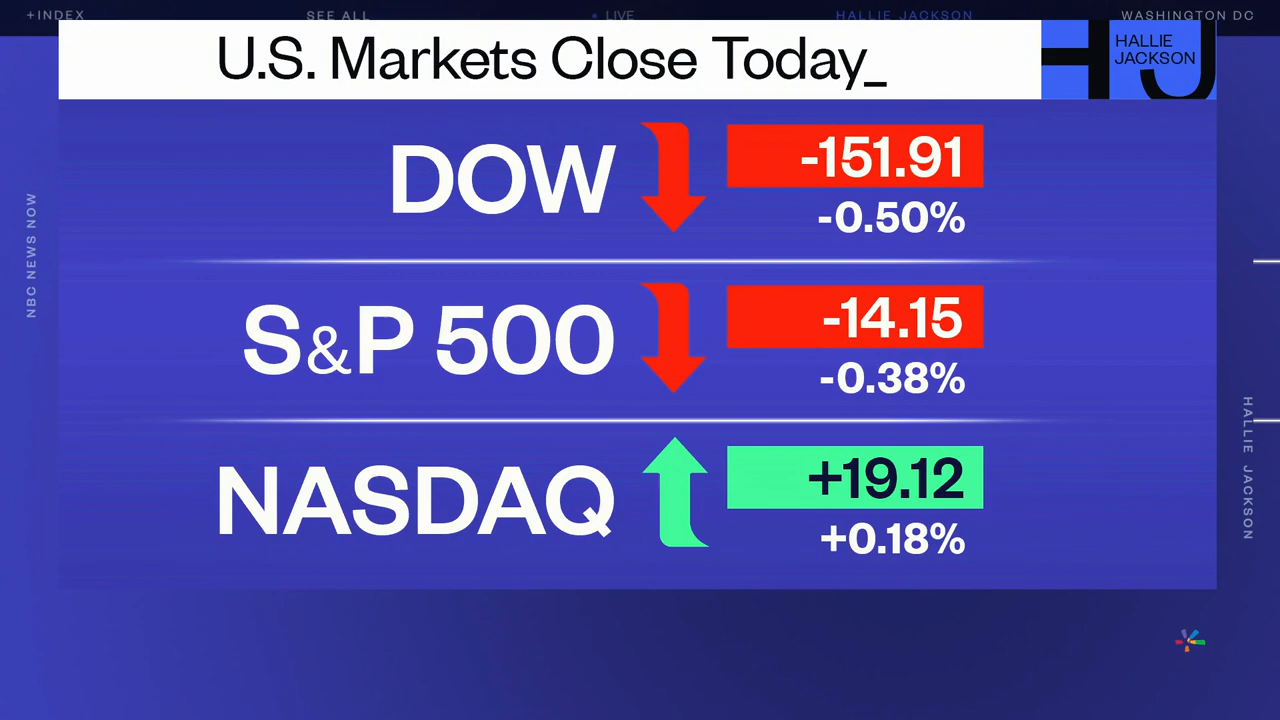 +INDEX
SEE ALL
LIVE
HALLIE JACKSON
WASHINGTON DC
U.S. Markets Close Today_
HJ
HALLIE
JACKSON
NBC NEWS NOW
DOW
-151.91
-0.50%
S&P 500
-14.15
-0.38%
NASDAQ
+19.12
+0.18%
HALLIE JACKSON